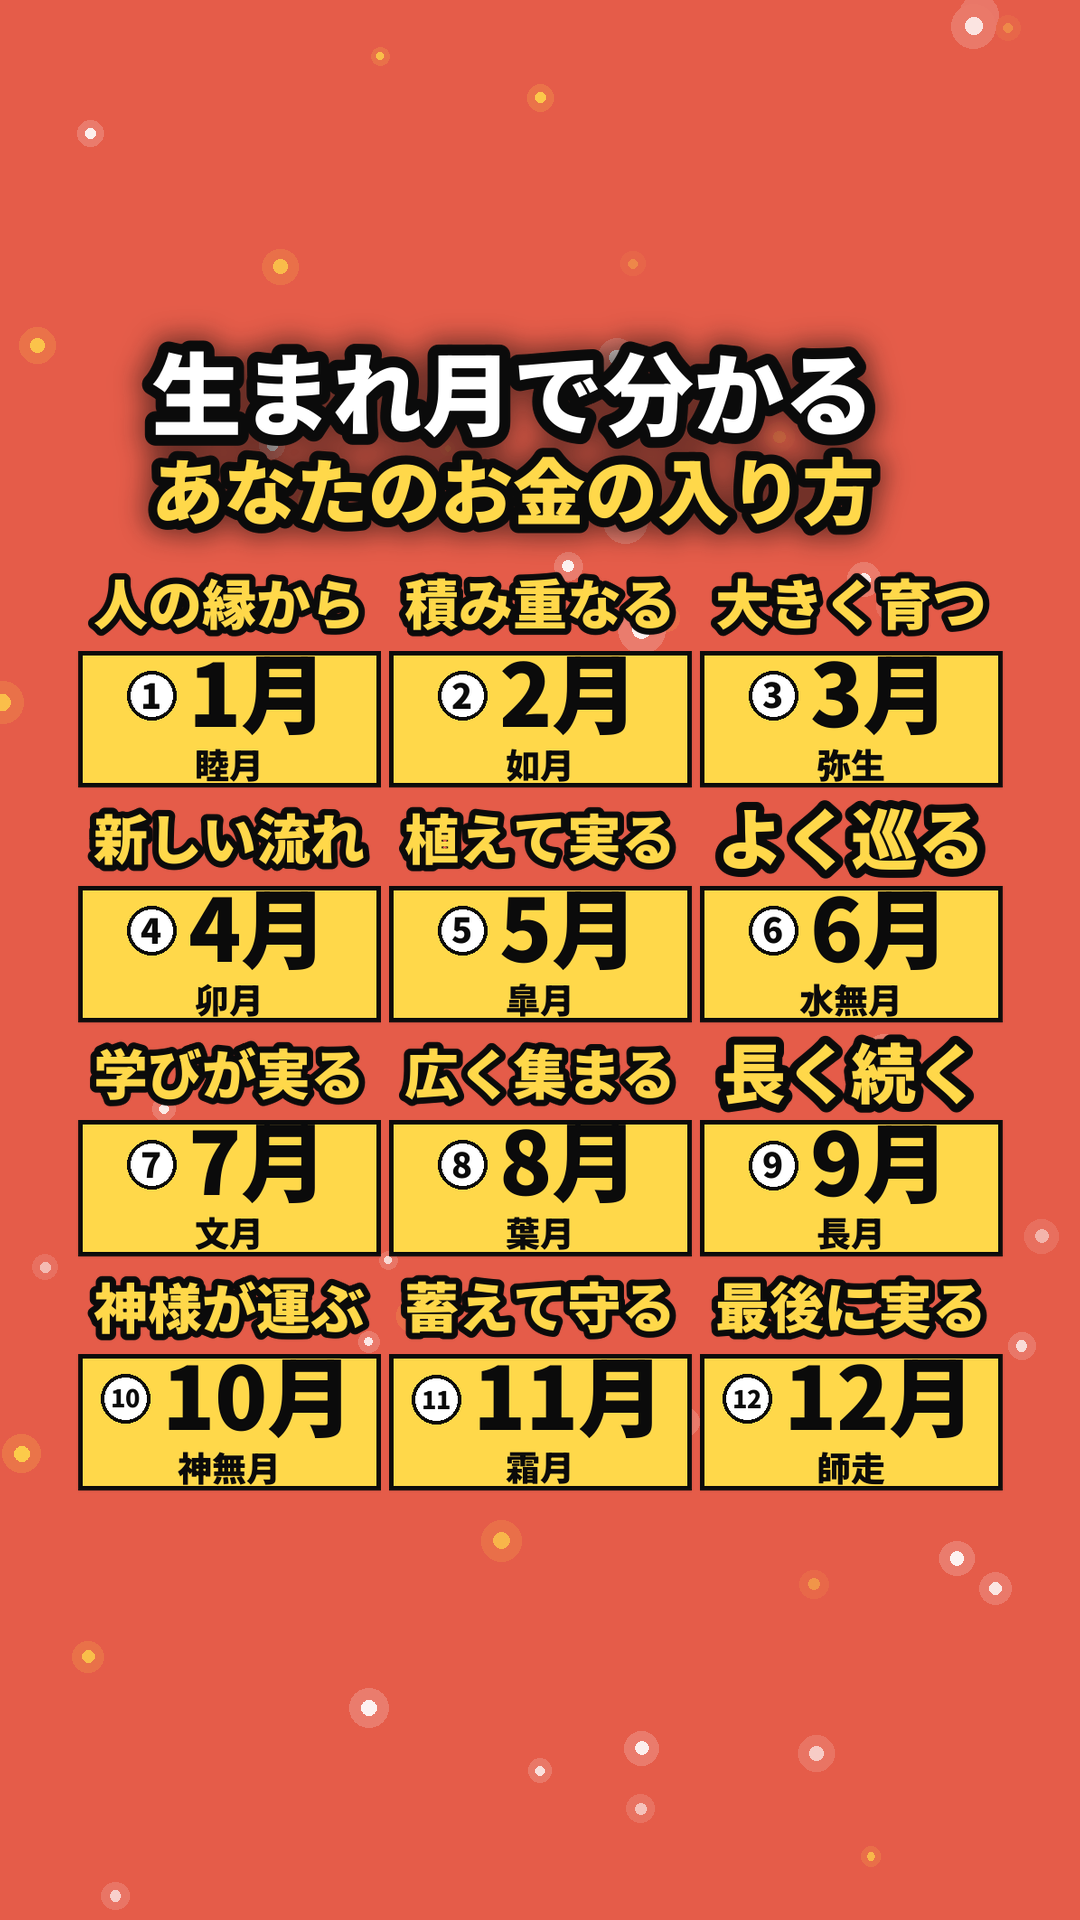 生まれ月で分かる
あなたのお金の入り方
人の縁から 積み重なる 大きく育つ
① 1月 ② 2月 ③ 3月
睦月 如月 弥生
新しい流れ 植えて実る よく巡る
④ 4月 ⑤ 5月 ⑥ 6月
卯月 皐月 水無月
学びが実る 広く集まる 長く続く
⑦ 7月 ⑧ 8月 ⑨ 9月
文月 葉月 長月
神様が運ぶ 蓄えて守る 最後に実る
⑩ 10月 ⑪ 11月 ⑫ 12月
神無月 霜月 師走